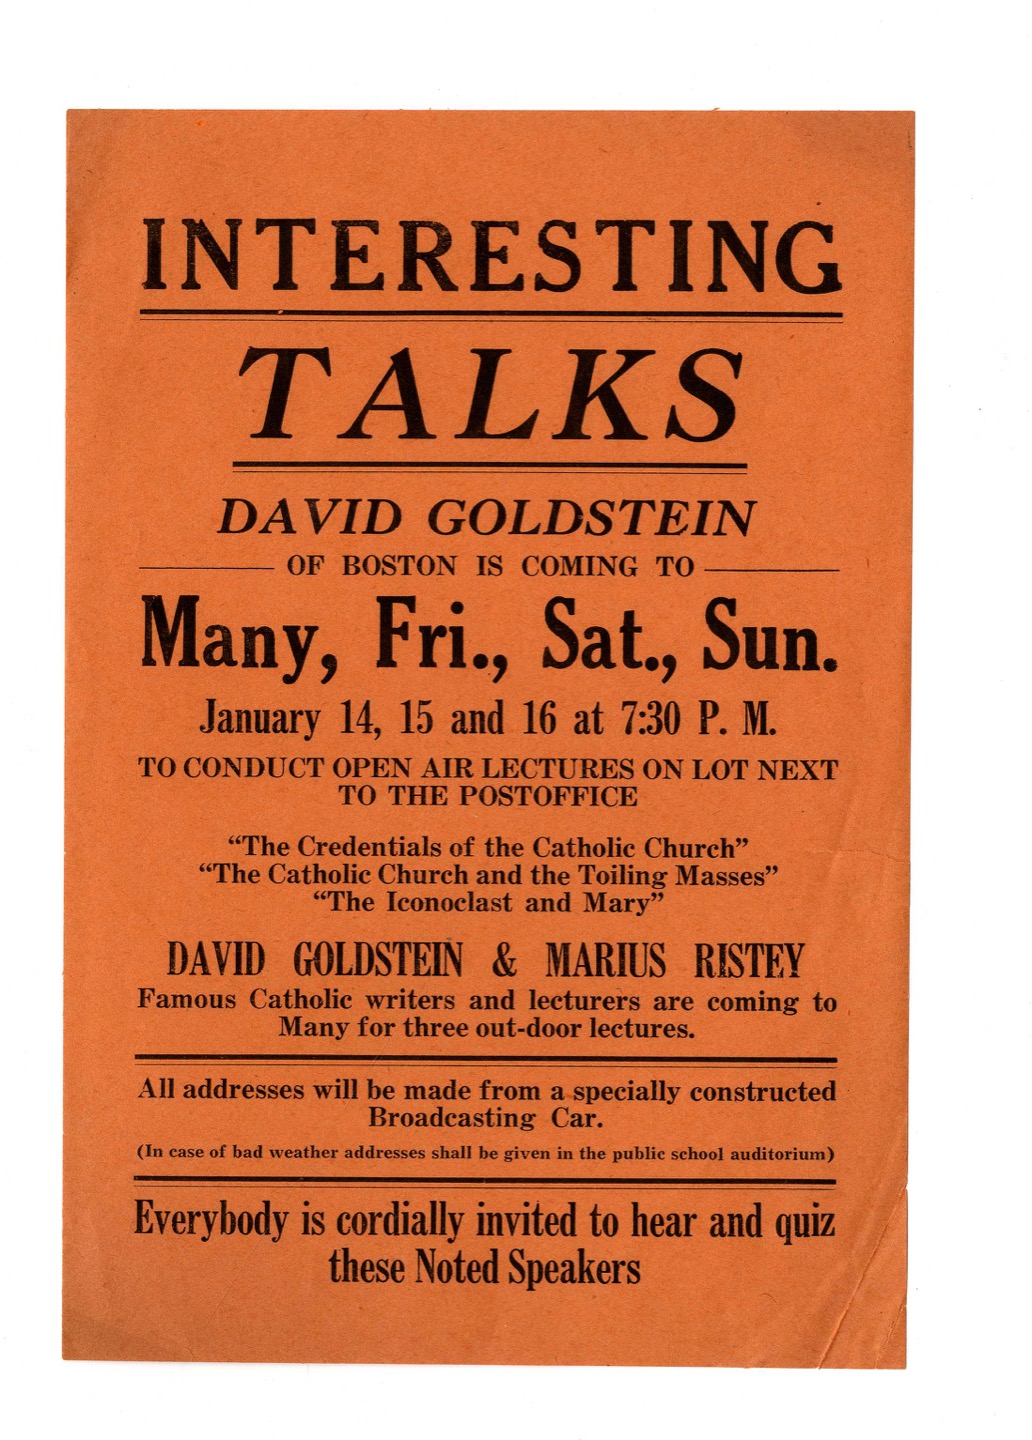 INTERESTING
TALKS
DAVID GOLDSTEIN
OF BOSTON IS COMING TO
Many, Fri., Sat., Sun.
January 14, 15 and 16 at 7:30 P. M.
TO CONDUCT OPEN AIR LECTURES ON LOT NEXT
TO THE POSTOFFICE
“The Credentials of the Catholic Church”
“The Catholic Church and the Toiling Masses”
“The Iconoclast and Mary”
DAVID GOLDSTEIN & MARIUS RISTEY
Famous Catholic writers and lecturers are coming to
Many for three out-door lectures.
All addresses will be made from a specially constructed
Broadcasting Car.
(In case of bad weather addresses shall be given in the public school auditorium)
Everybody is cordially invited to hear and quiz
these Noted Speakers